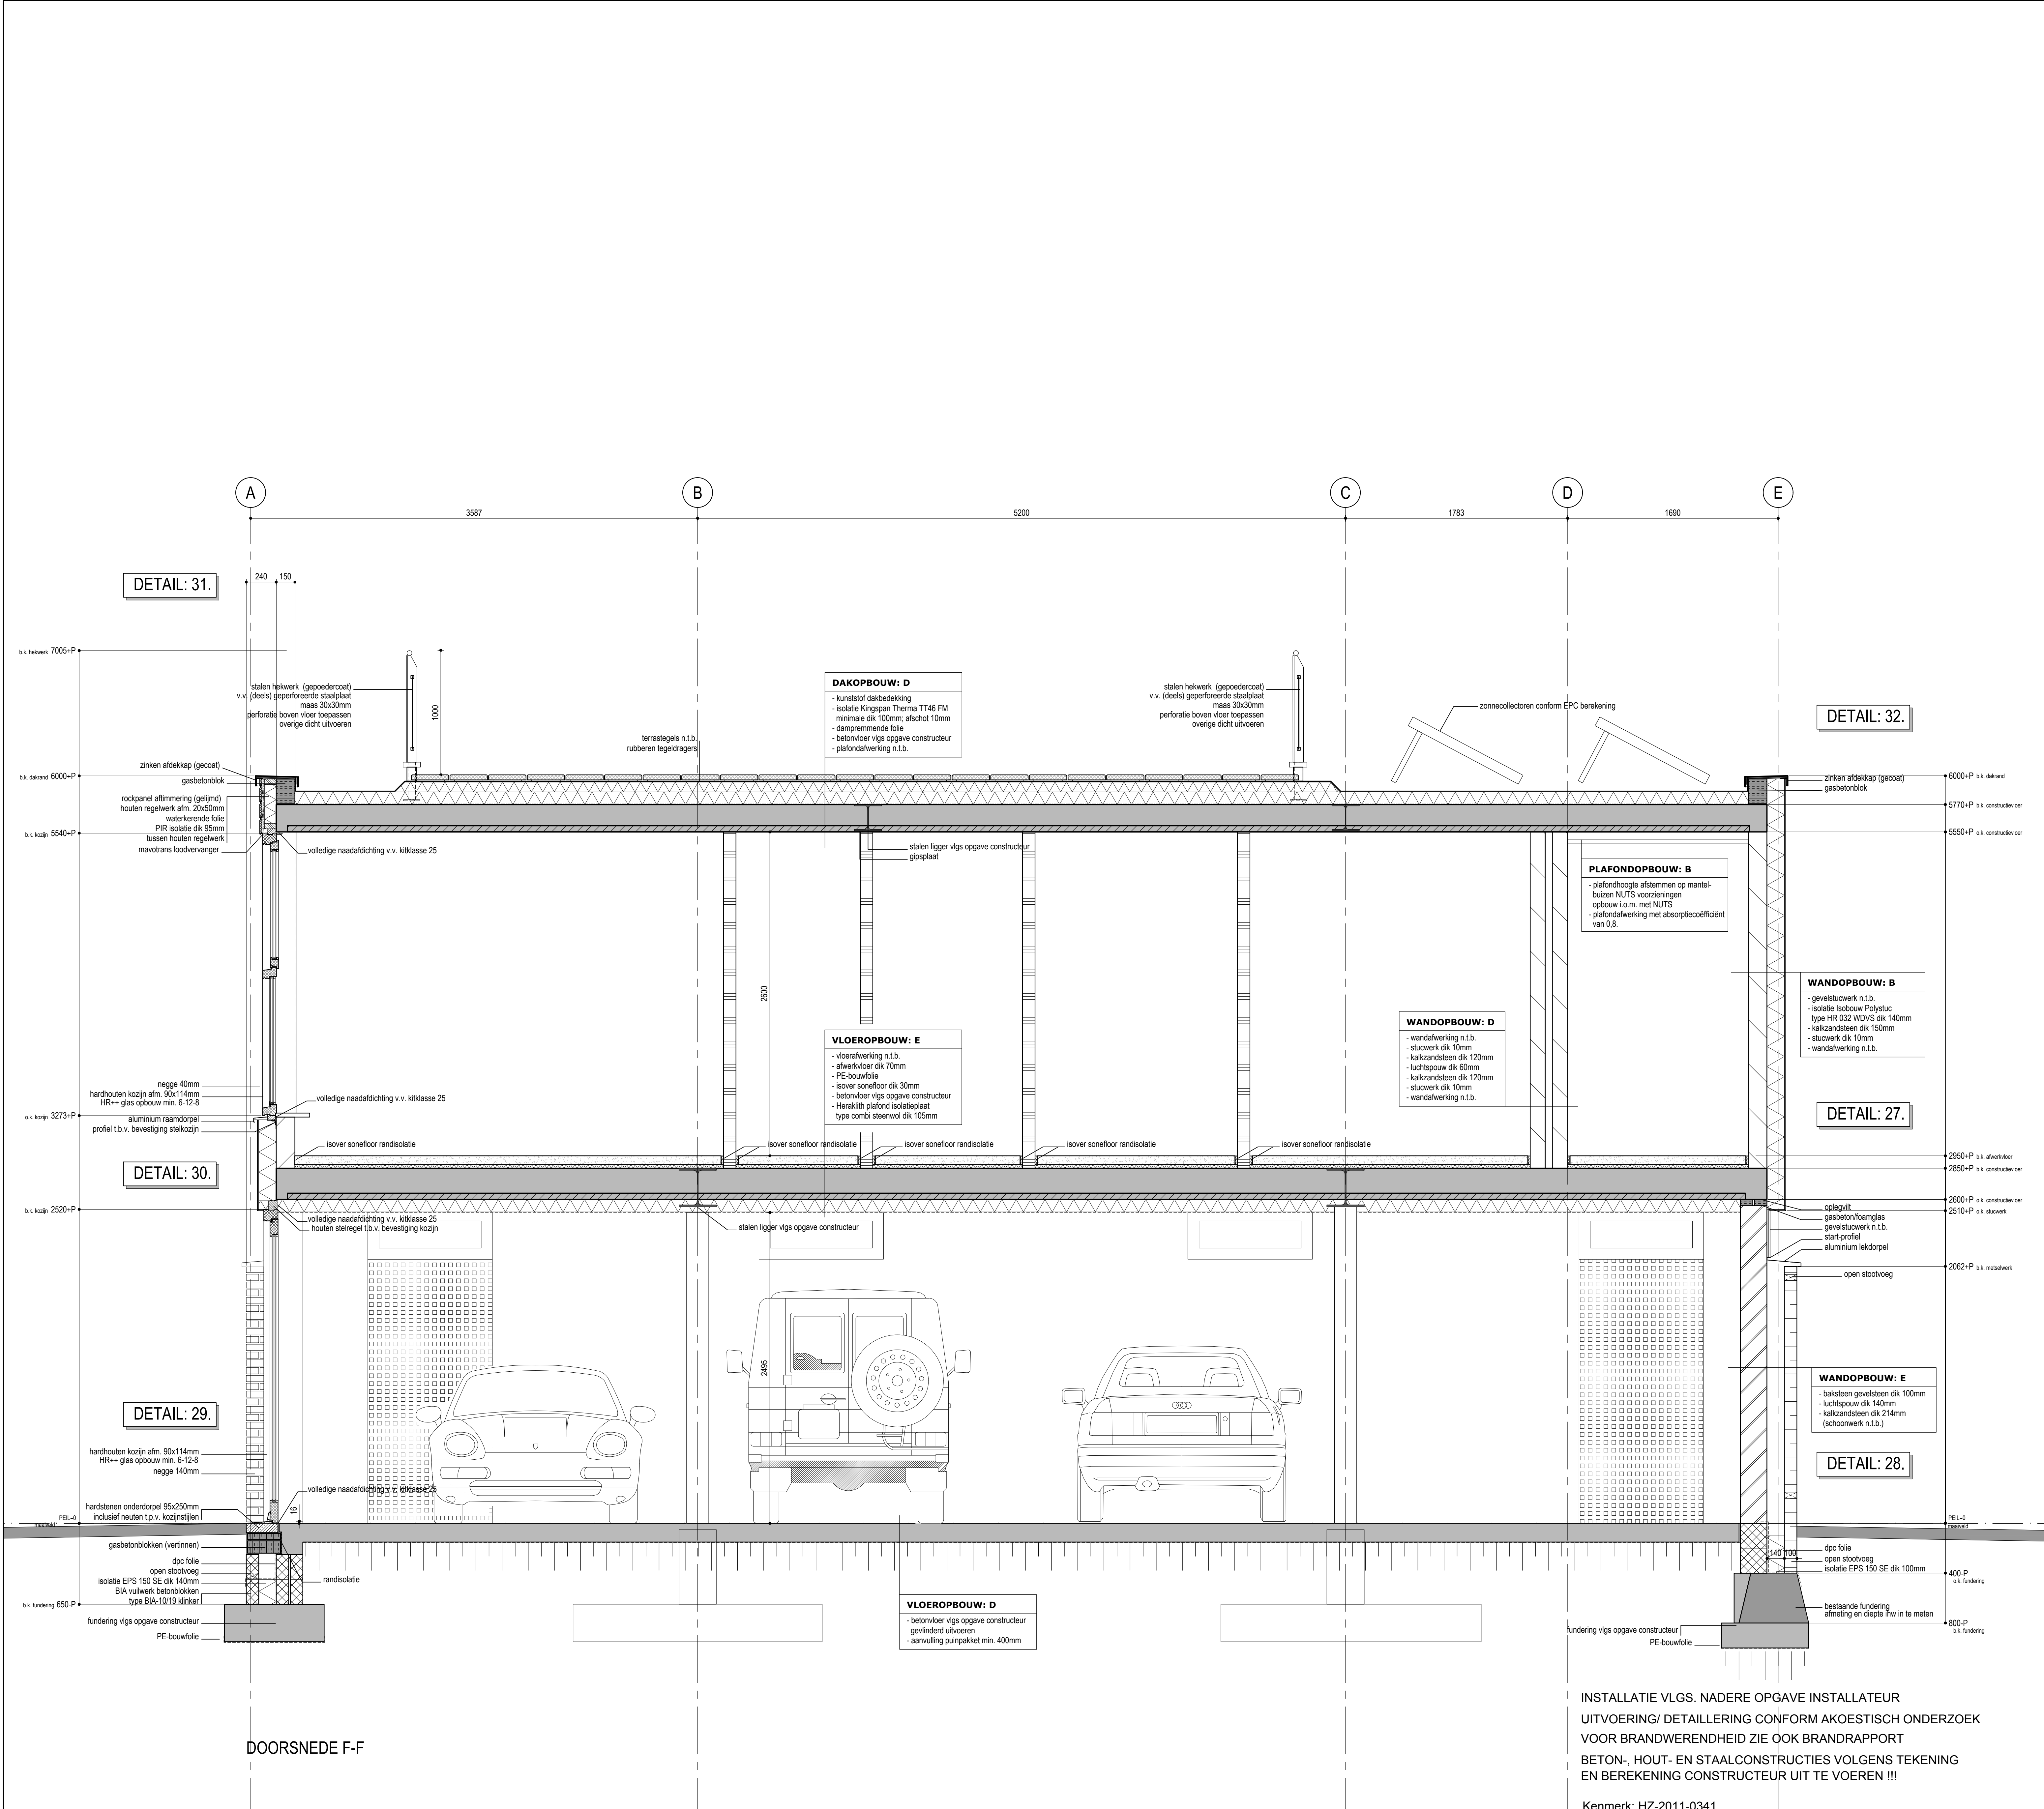 A
B
C
D
E
3587
5200
1783
1690
DETAIL: 31.
240
150
b.k. hekwerk 7005+P
stalen hekwerk (gepoedercoat)
v.v. (deels) geperforeerde staalplaat
maas 30x30mm
perforatie boven vloer toepassen
overige dicht uitvoeren
1000
terrastegels n.t.b.
rubberen tegeldragers
DAKOPBOUW: D
- kunststof dakbedekking
- isolatie Kingspan Therma TT46 FM
minimale dik 100mm; afschot 10mm
- dampremmende folie
- betonvloer vlgs opgave constructeur
- plafondafwerking n.t.b.
stalen hekwerk (gepoedercoat)
v.v. (deels) geperforeerde staalplaat
maas 30x30mm
perforatie boven vloer toepassen
overige dicht uitvoeren
zonnecollectoren conform EPC berekening
DETAIL: 32.
zinken afdekkap (gecoat)
b.k. dakrand 6000+P
gasbetonblok
rockpanel aftimmering (gelijmd)
houten regelwerk afm. 20x50mm
waterkerende folie
PIR isolatie dik 95mm
b.k. kozijn 5540+P
tussen houten regelwerk
mavotrans loodvervanger
volledige naadafdichting v.v. kitklasse 25
stalen ligger vlgs opgave constructeur
gipsplaat
6000+P b.k. dakrand
zinken afdekkap (gecoat)
gasbetonblok
5770+P b.k. constructievloer
5550+P o.k. constructievloer
PLAFONDOPBOUW: B
- plafondhoogte afstemmen op mantel-
buizen NUTS voorzieningen
opbouw i.o.m. met NUTS
- plafondafwerking met absorptiecoëfficiënt
van 0,8.
2600
WANDOPBOUW: B
- gevelstucwerk n.t.b.
- isolatie Isobouw Polystuc
type HR 032 WDVS dik 140mm
- kalkzandsteen dik 150mm
- stucwerk dik 10mm
- wandafwerking n.t.b.
WANDOPBOUW: D
- wandafwerking n.t.b.
- stucwerk dik 10mm
- kalkzandsteen dik 120mm
- luchtspouw dik 60mm
- kalkzandsteen dik 120mm
- stucwerk dik 10mm
- wandafwerking n.t.b.
VLOEROPBOUW: E
- vloerafwerking n.t.b.
- afwerkvloer dik 70mm
- PE-bouwfolie
- isover sonefloor dik 30mm
- betonvloer vlgs opgave constructeur
- Heraklith plafond isolatieplaat
type combi steenwol dik 105mm
negge 40mm
hardhouten kozijn afm. 90x114mm
HR++ glas opbouw min. 6-12-8
volledige naadafdichting v.v. kitklasse 25
o.k. kozijn 3273+P
aluminium raamdorpel
profiel t.b.v. bevestiging stelkozijn
DETAIL: 27.
isover sonefloor randisolatie
isover sonefloor randisolatie
isover sonefloor randisolatie
isover sonefloor randisolatie
isover sonefloor randisolatie
DETAIL: 30.
2950+P b.k. afwerkvloer
2850+P b.k. constructievloer
2600+P o.k. constructievloer
2510+P o.k. stucwerk
b.k. kozijn 2520+P
volledige naadafdichting v.v. kitklasse 25
houten stelregel t.b.v. bevestiging kozijn
stalen ligger vlgs opgave constructeur
oplegvilt
gasbeton/foamglas
gevelstucwerk n.t.b.
start-profiel
aluminium lekdorpel
2062+P b.k. metselwerk
open stootvoeg
2495
WANDOPBOUW: E
- baksteen gevelsteen dik 100mm
- luchtspouw dik 140mm
- kalkzandsteen dik 214mm
(schoonwerk n.t.b.)
DETAIL: 29.
DETAIL: 28.
hardhouten kozijn afm. 90x114mm
HR++ glas opbouw min. 6-12-8
negge 140mm
volledige naadafdichting v.v. kitklasse 25
hardstenen onderdorpel 95x250mm
inclusief neuten t.p.v. kozijnstijlen
16
PEIL=0
maaiveld
PEIL=0
maaiveld
gasbetonblokken (vertinnen)
dpc folie
open stootvoeg
isolatie EPS 150 SE dik 140mm
BIA vuilwerk betonblokken
type BIA-10/19 klinker
randisolatie
b.k. fundering 650-P
fundering vlgs opgave constructeur
PE-bouwfolie
VLOEROPBOUW: D
- betonvloer vlgs opgave constructeur
gevlinderd uitvoeren
- aanvulling puinpakket min. 400mm
140 100
dpc folie
open stootvoeg
isolatie EPS 150 SE dik 100mm
400-P
o.k. fundering
bestaande fundering
afmeting en diepte ihw in te meten
800-P
b.k. fundering
fundering vlgs opgave constructeur
PE-bouwfolie
DOORSNEDE F-F
INSTALLATIE VLGS. NADERE OPGAVE INSTALLATEUR
UITVOERING/ DETAILLERING CONFORM AKOESTISCH ONDERZOEK
VOOR BRANDWERENDHEID ZIE OOK BRANDRAPPORT
BETON-, HOUT- EN STAALCONSTRUCTIES VOLGENS TEKENING
EN BEREKENING CONSTRUCTEUR UIT TE VOEREN !!!
Kenmerk: HZ-2011-0341